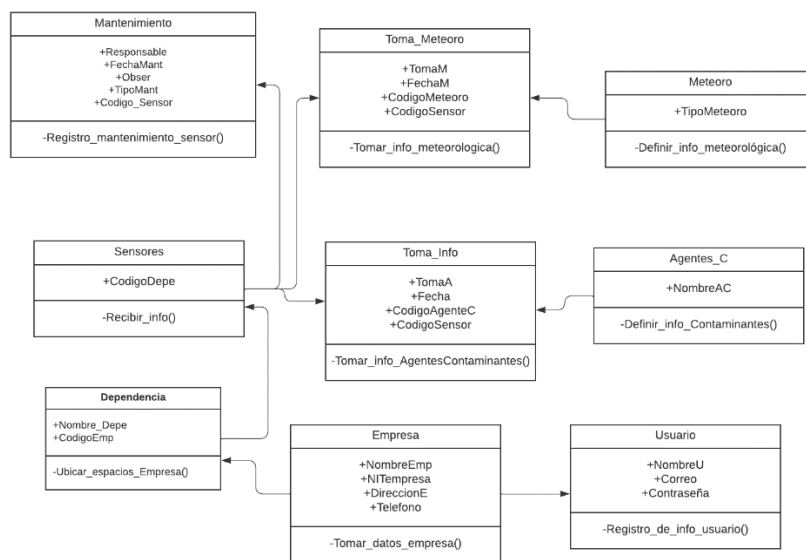 Mantenimiento
+Responsable
+FechaMant
+Obser
+TipoMant
+Codigo_Sensor
-Registro_mantenimiento_sensor()
Toma_Meteoro
+TomaM
+FechaM
+CodigoMeteoro
+CodigoSensor
-Tomar_info_meteorologica()
Meteoro
+TipoMeteoro
-Definir_info_meteorológica()
Sensores
+CodigoDepe
-Recibir_info()
Toma_Info
+TomaA
+Fecha
+CodigoAgenteC
+CodigoSensor
-Tomar_info_AgentesContaminantes()
Agentes_C
+NombreAC
-Definir_info_Contaminantes()
Dependencia
+Nombre_Depe
+CodigoEmp
-Ubicar_espacios_Empresa()
Empresa
+NombreEmp
+NITempresa
+DireccionE
+Telefono
-Tomar_datos_empresa()
Usuario
+NombreU
+Correo
+Contraseña
-Registro_de_info_usuario()